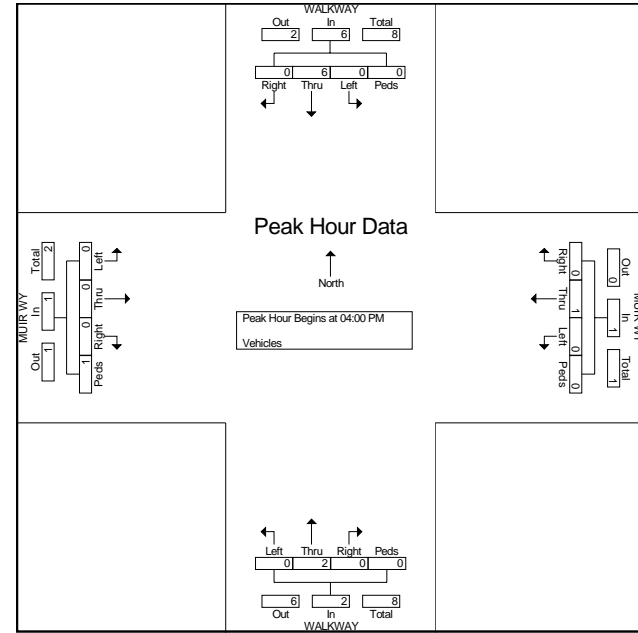 WALKWAY
Out In Total
2 6 8
0 6 0 0
Right Thru Left Peds
Peak Hour Data
North
Peak Hour Begins at 04:00 PM
Vehicles
MUIR WY
Out In Total
1 1 2
Left Thru Right Peds
0 0 0 1
MUIR WY
Out In Total
0 1 1
Right Thru Left Peds
0 1 0 0
Left Thru Right Peds
0 2 0 0
6 2 8
Out In Total
WALKWAY